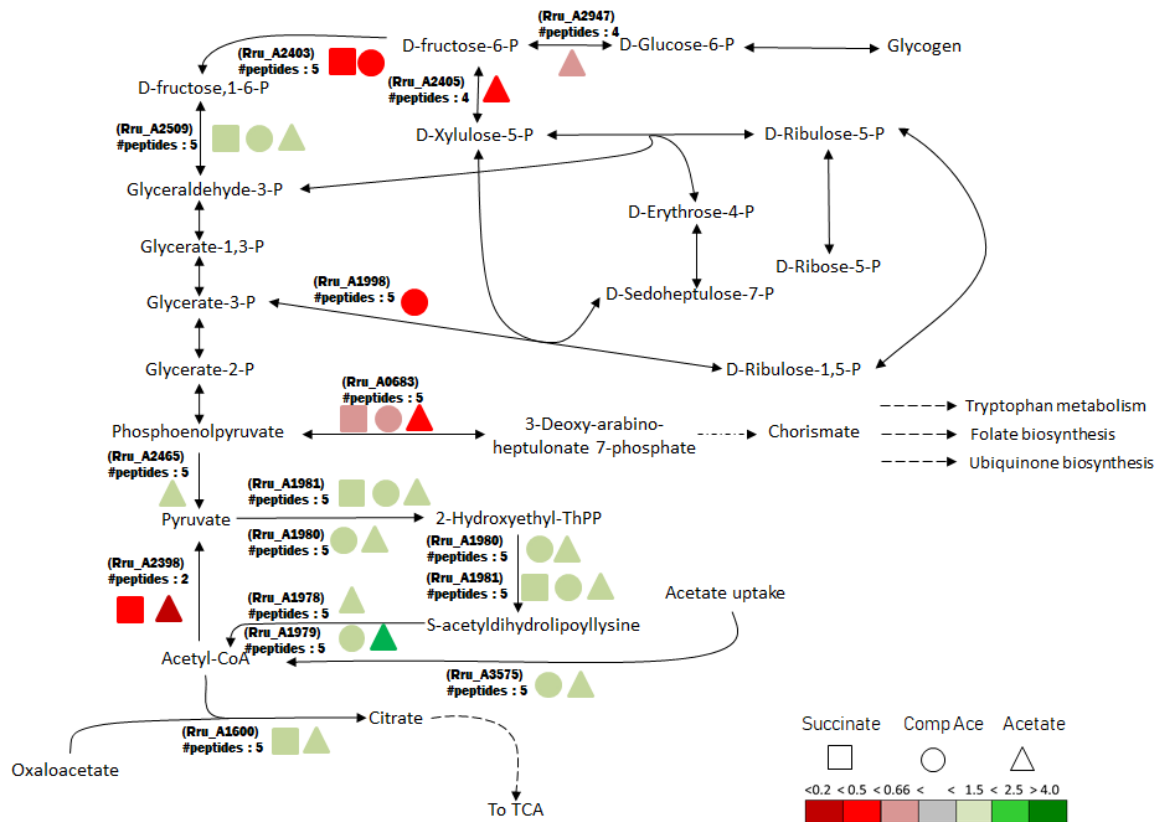 (Rru_A2947)
#peptides : 4
D-fructose-6-P
D-Glucose-6-P
Glycogen
(Rru_A2403)
#peptides : 5
D-fructose,1-6-P
(Rru_A2405)
#peptides : 4
(Rru_A2509)
#peptides : 5
D-Xylulose-5-P
D-Ribulose-5-P
Glyceraldehyde-3-P
D-Erythrose-4-P
Glycerate-1,3-P
D-Ribose-5-P
(Rru_A1998)
#peptides : 5
Glycerate-3-P
D-Sedoheptulose-7-P
Glycerate-2-P
D-Ribulose-1,5-P
(Rru_A0683)
#peptides : 5
Phosphoenolpyruvate
3-Deoxy-arabino-
heptulonate 7-phosphate
Chorismate
Tryptophan metabolism
Folate biosynthesis
Ubiquinone biosynthesis
(Rru_A2465)
#peptides : 5
(Rru_A1981)
#peptides : 5
Pyruvate
2-Hydroxyethyl-ThPP
(Rru_A1980)
#peptides : 5
(Rru_A1980)
#peptides : 5
(Rru_A2398)
#peptides : 2
(Rru_A1981)
#peptides : 5
(Rru_A1978)
#peptides : 5
Acetate uptake
S-acetyldihydrolipoyllysine
(Rru_A1979)
#peptides : 5
Acetyl-CoA
(Rru_A3575)
#peptides : 5
Citrate
(Rru_A1600)
#peptides : 5
Oxaloacetate
To TCA
Succinate Comp Ace Acetate
<0.2 < 0.5 < 0.66 < < 1.5 < 2.5 > 4.0